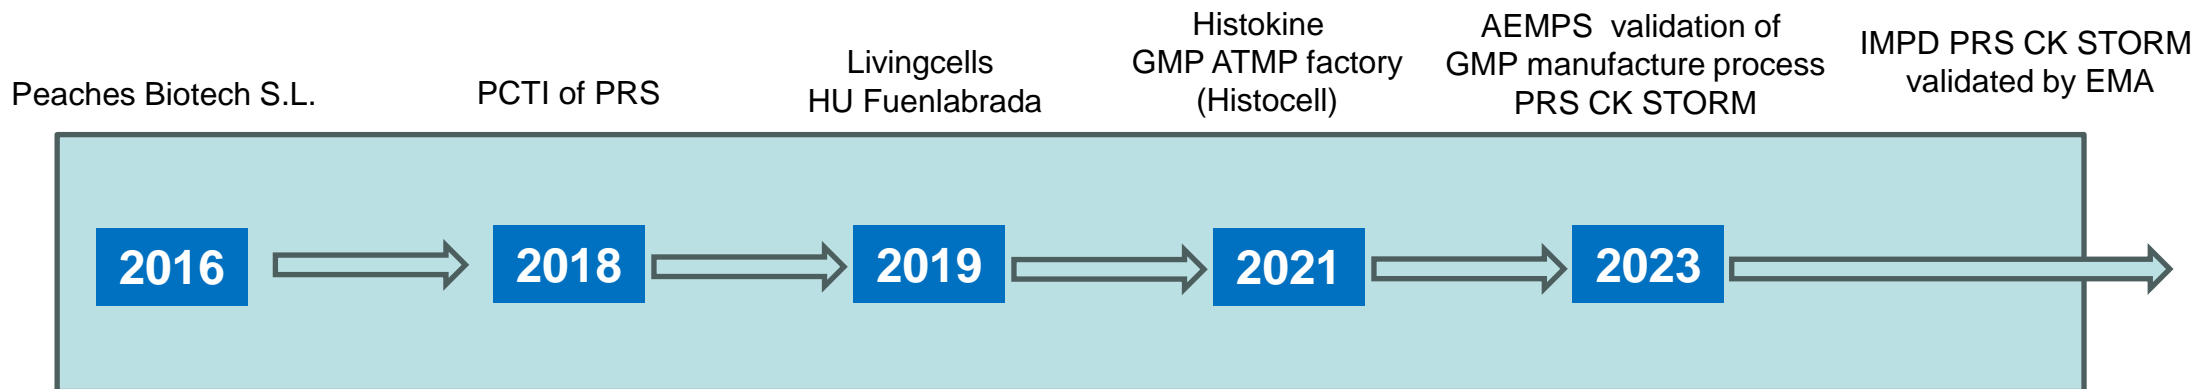 Peaches Biotech S.L.
PCTI of PRS
Livingcells
HU Fuenlabrada
Histokine
GMP ATMP factory
(Histocell)
AEMPS  validation of
GMP manufacture process
PRS CK STORM
IMPD PRS CK STORM
validated by EMA
2016
2018
2019
2021
2023